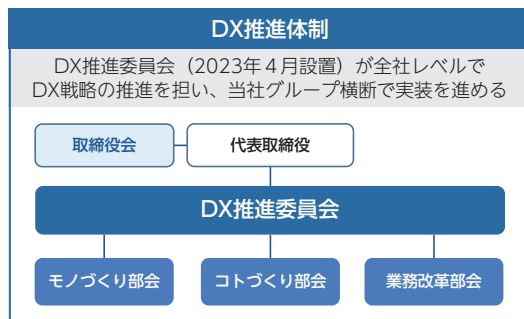 DX推進体制
DX推進委員会（2023年４月設置）が全社レベルで
DX戦略の推進を担い、当社グループ横断で実装を進める
取締役会
代表取締役
DX推進委員会
モノづくり部会
コトづくり部会
業務改革部会